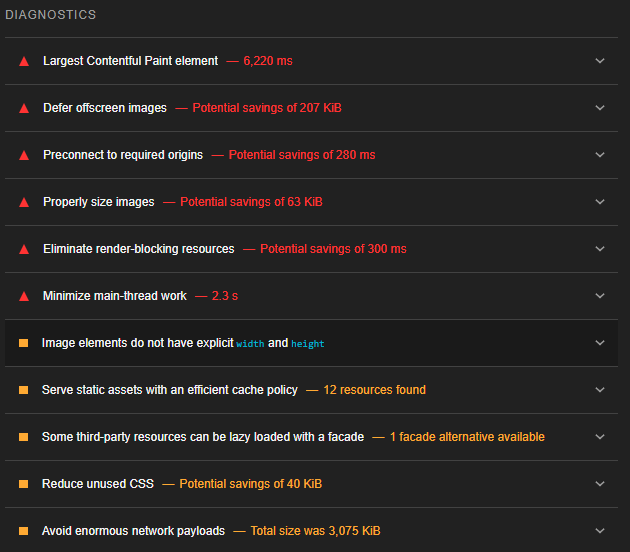 DIAGNOSTICS
Largest Contentful Paint element — 6,220 ms
Defer offscreen images — Potential savings of 207 KiB
Preconnect to required origins — Potential savings of 280 ms
Properly size images — Potential savings of 63 KiB
Eliminate render-blocking resources — Potential savings of 300 ms
Minimize main-thread work — 2.3 s
Image elements do not have explicit width and height
Serve static assets with an efficient cache policy — 12 resources found
Some third-party resources can be lazy loaded with a facade — 1 facade alternative available
Reduce unused CSS — Potential savings of 40 KiB
Avoid enormous network payloads — Total size was 3,075 KiB